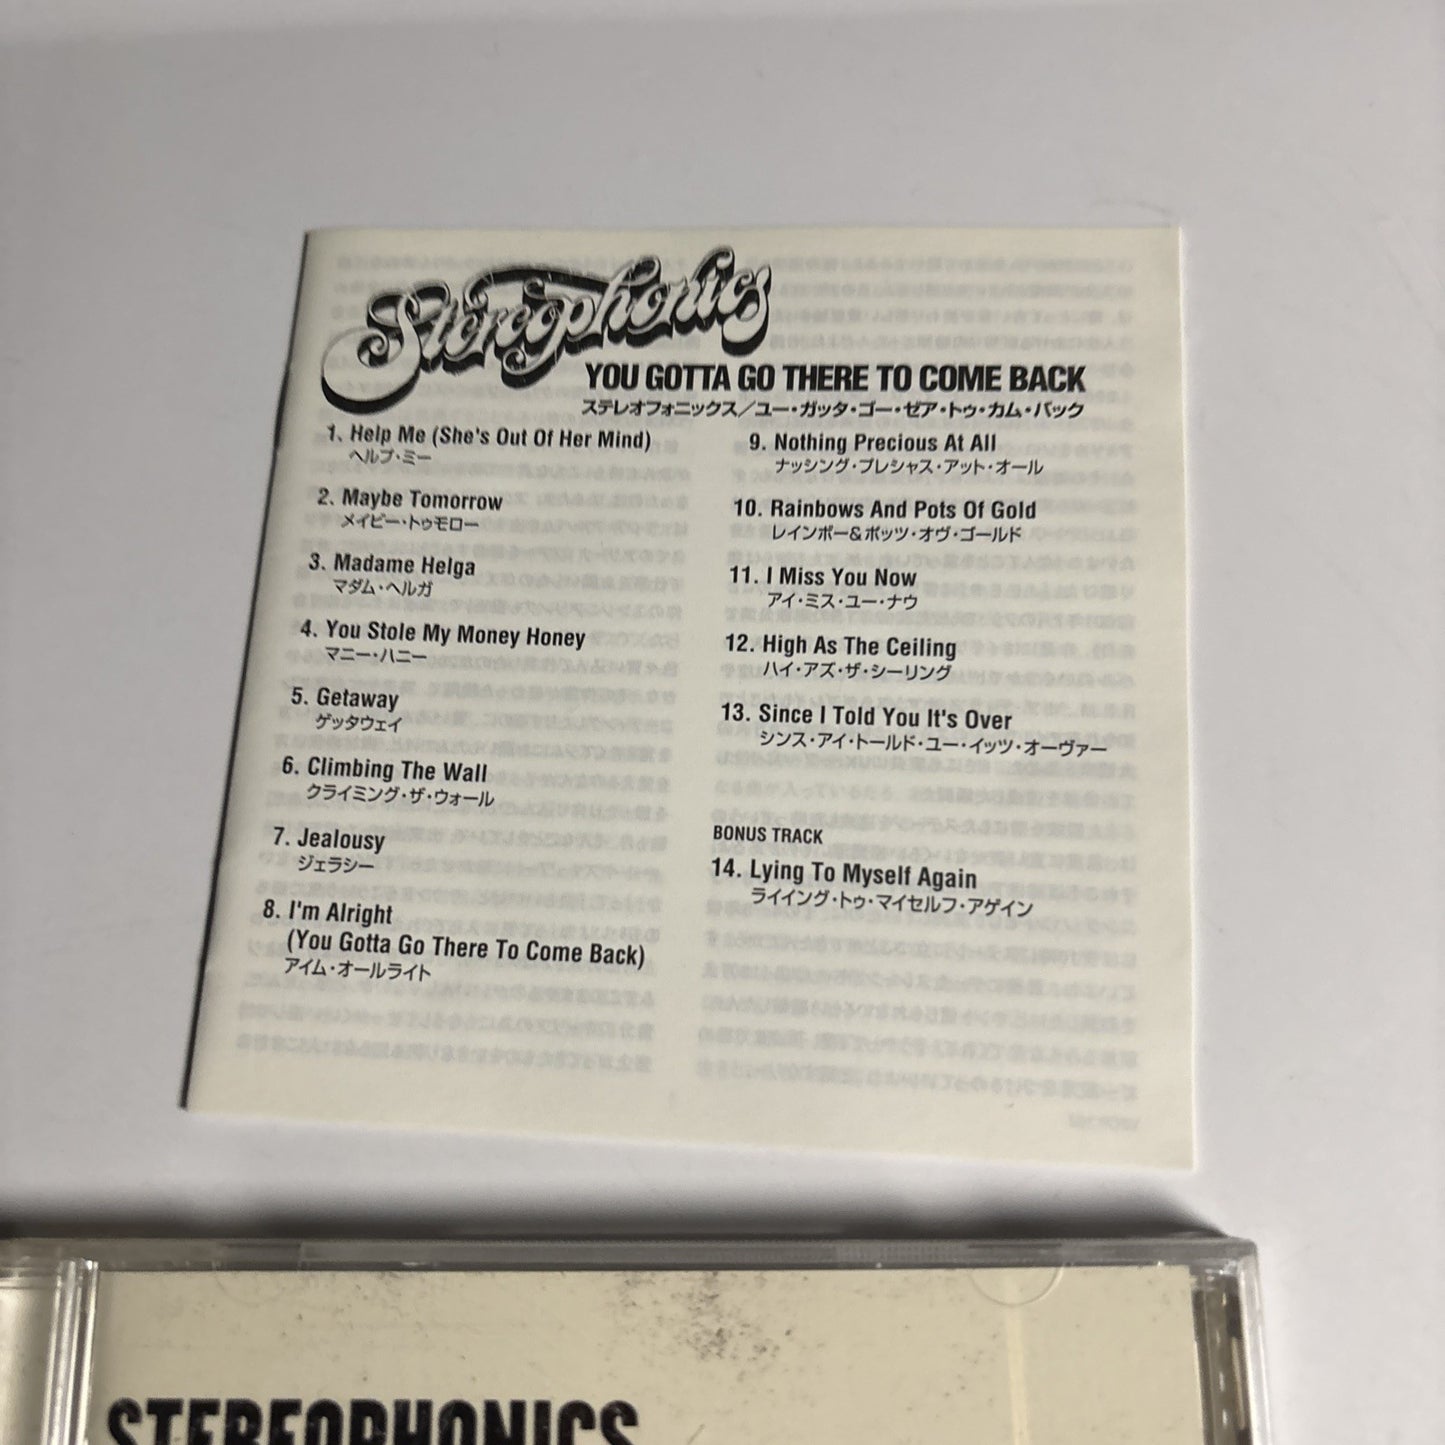 Stereophonics
YOU GOTTA GO THERE TO COME BACK
ステレオフォニックス／ユー・ガッタ・ゴー・ゼア・トゥ・カム・バック
1. Help Me (She's Out Of Her Mind)
ヘルプ・ミー
2. Maybe Tomorrow
メイビー・トゥモロー
3. Madame Helga
マダム・ヘルガ
4. You Stole My Money Honey
マニー・ハニー
5. Getaway
ゲッタウェイ
6. Climbing The Wall
クライミング・ザ・ウォール
7. Jealousy
ジェラシー
8. I'm Alright
(You Gotta Go There To Come Back)
アイム・オールライト
9. Nothing Precious At All
ナッシング・プレシャス・アット・オール
10. Rainbows And Pots Of Gold
レインボー&ポッツ・オヴ・ゴールド
11. I Miss You Now
アイ・ミス・ユー・ナウ
12. High As The Ceiling
ハイ・アズ・ザ・シーリング
13. Since I Told You It's Over
シンス・アイ・トールド・ユー・イッツ・オーヴァー
BONUS TRACK
14. Lying To Myself Again
ライイング・トゥ・マイセルフ・アゲイン
STEREOPHONICS